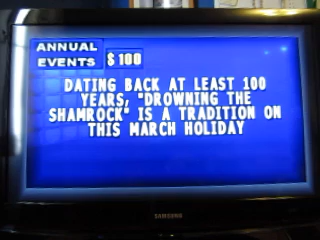 ANNUAL
EVENTS $100
DATING BACK AT LEAST 100
YEARS, "DROWNING THE
SHAMROCK" IS A TRADITION ON
THIS MARCH HOLIDAY
SAMSUNG